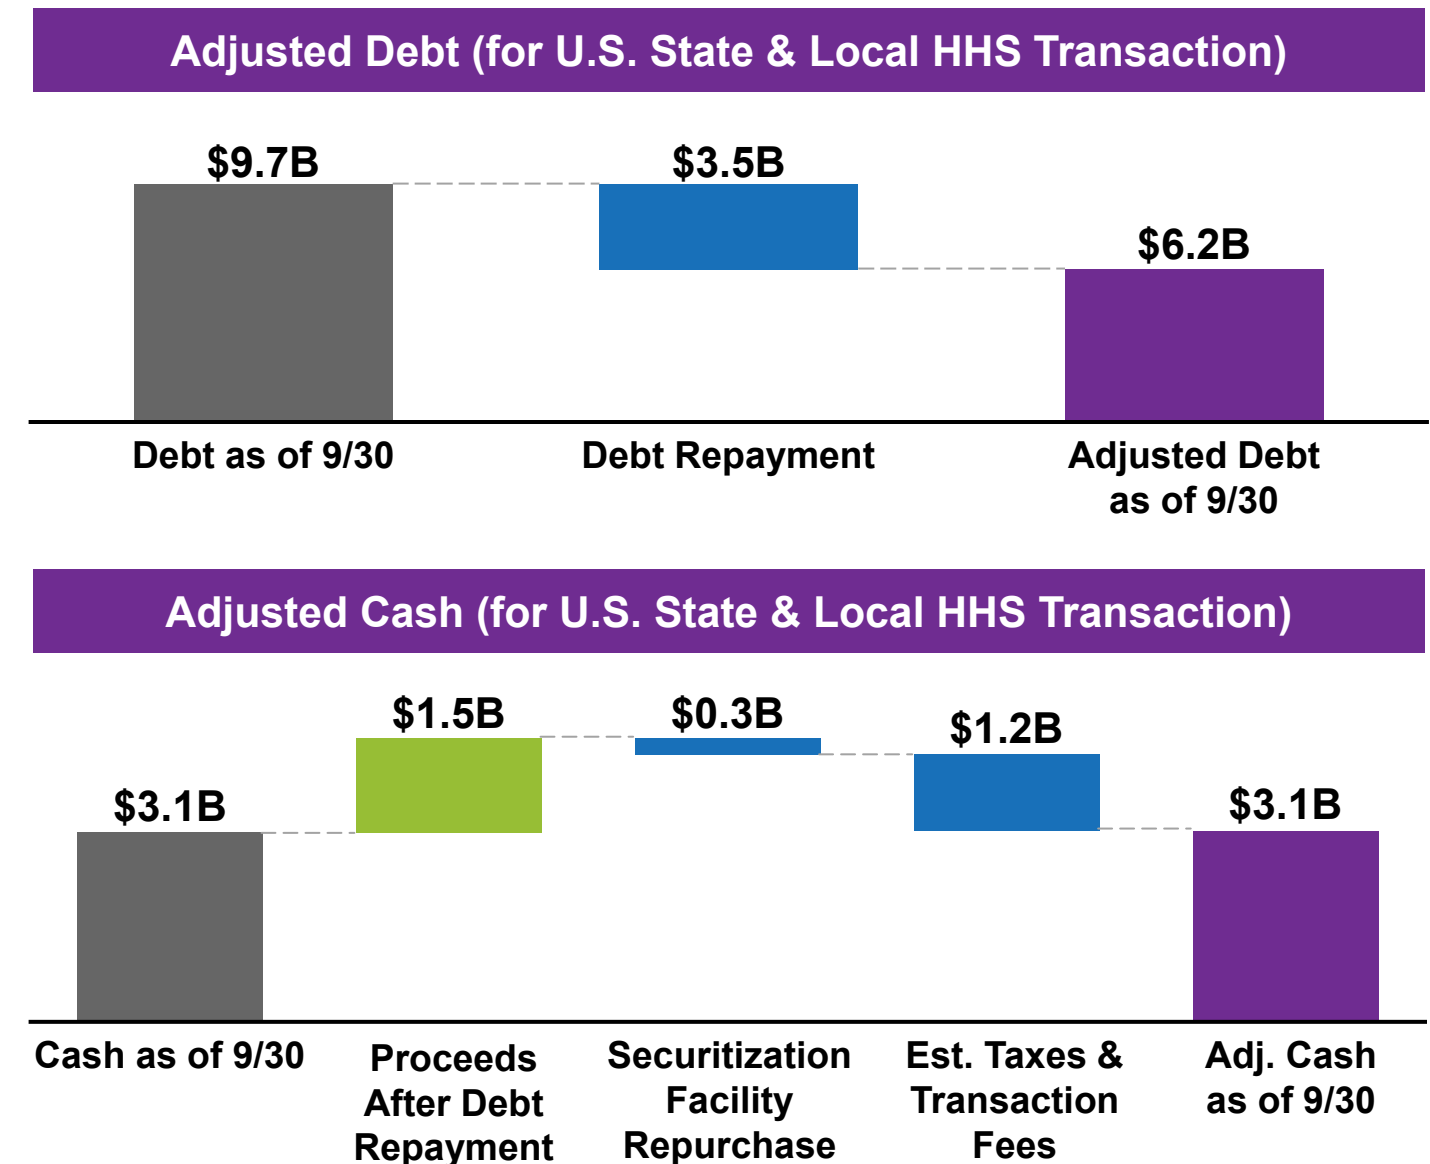 Adjusted Debt (for U.S. State & Local HHS Transaction)
$9.7B
$3.5B
$6.2B
Debt as of 9/30
Debt Repayment
Adjusted Debt
as of 9/30
Adjusted Cash (for U.S. State & Local HHS Transaction)
$3.1B
$1.5B
$0.3B
$1.2B
$3.1B
Cash as of 9/30
Proceeds
After Debt
Repayment
Securitization
Facility
Repurchase
Est. Taxes &
Transaction
Fees
Adj. Cash
as of 9/30